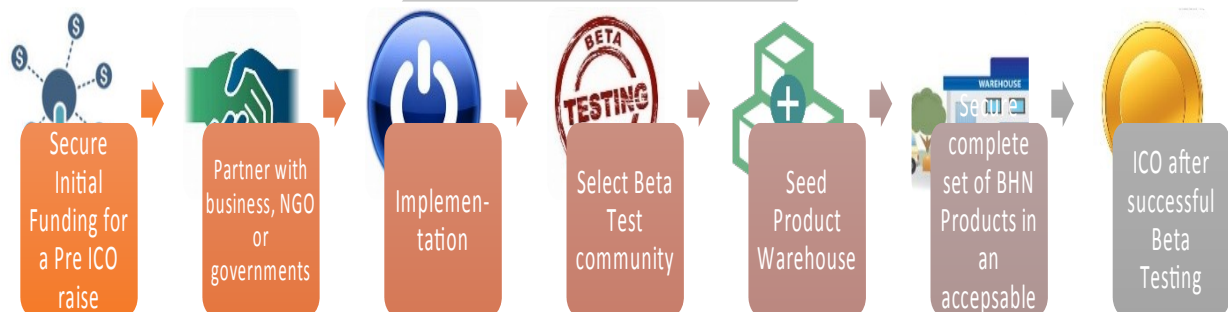 $
$
$
BETA
TESTING
WAREHOUSE
Secure
Initial
Funding for
a Pre ICO
raise
Partner with
business, NGO
or
governments
Implemen-
tation
Select Beta
Test
community
Seed
Product
Warehouse
Secure
complete
set of BHN
Products in
an
accepsable
ICO after
successful
Beta
Testing